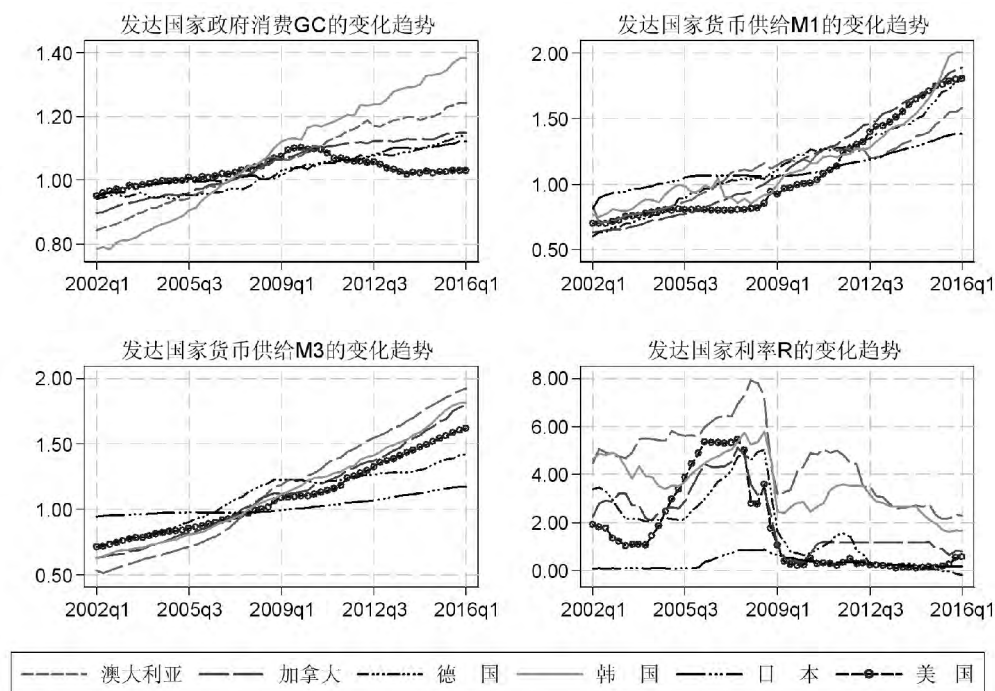 发达国家政府消费GC的变化趋势
1.40
1.20
1.00
0.80
2002q1 2005q3 2009q1 2012q3 2016q1
发达国家货币供给M1的变化趋势
2.00
1.50
1.00
0.50
2002q1 2005q3 2009q1 2012q3 2016q1
发达国家货币供给M3的变化趋势
2.00
1.50
1.00
0.50
2002q1 2005q3 2009q1 2012q3 2016q1
发达国家利率R的变化趋势
8.00
6.00
4.00
2.00
0.00
2002q1 2005q3 2009q1 2012q3 2016q1
澳大利亚 加拿大 德 国 韩 国 日 本 美 国